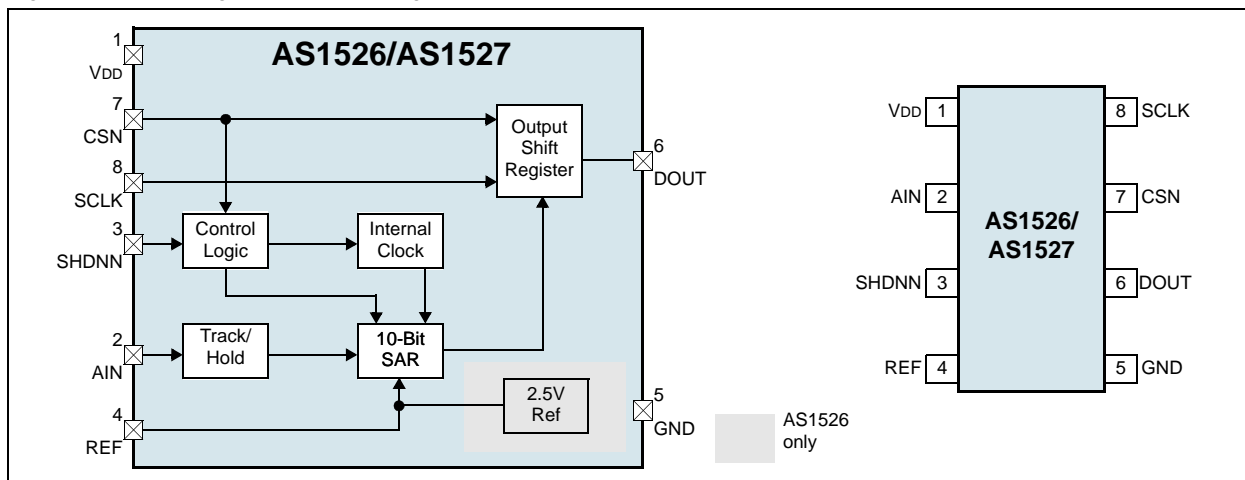 AS1526/AS1527
1
VDD
7
CSN
8
SCLK
3
SHDNN
2
AIN
4
REF
Control
Logic
Internal
Clock
Track/
Hold
10-Bit
SAR
Output
Shift
Register
2.5V
Ref
6
DOUT
5
GND
AS1526
only
VDD 1
AIN 2
SHDNN 3
REF 4
AS1526/
AS1527
8 SCLK
7 CSN
6 DOUT
5 GND